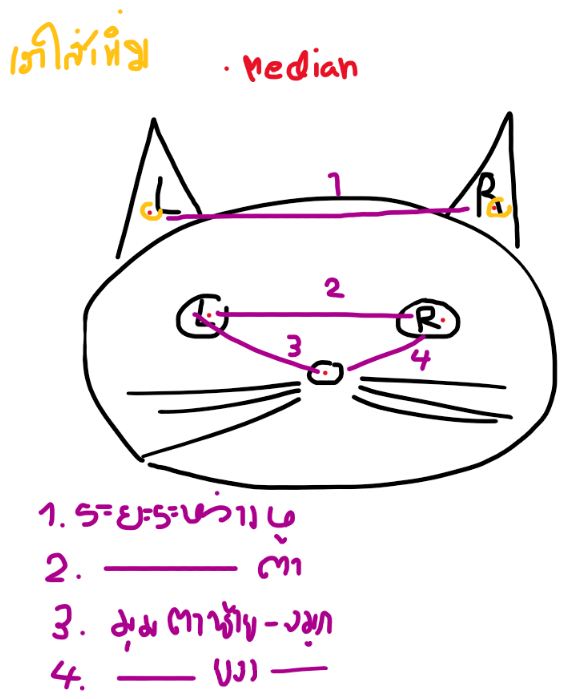 เราใส่เพิ่ม
• median
1
L R
2
L R
3 4
1. ระยะระหว่างหู
2. ——— ตา
3. มุมตาซ้าย-จมูก
4. ——— ขวา ——